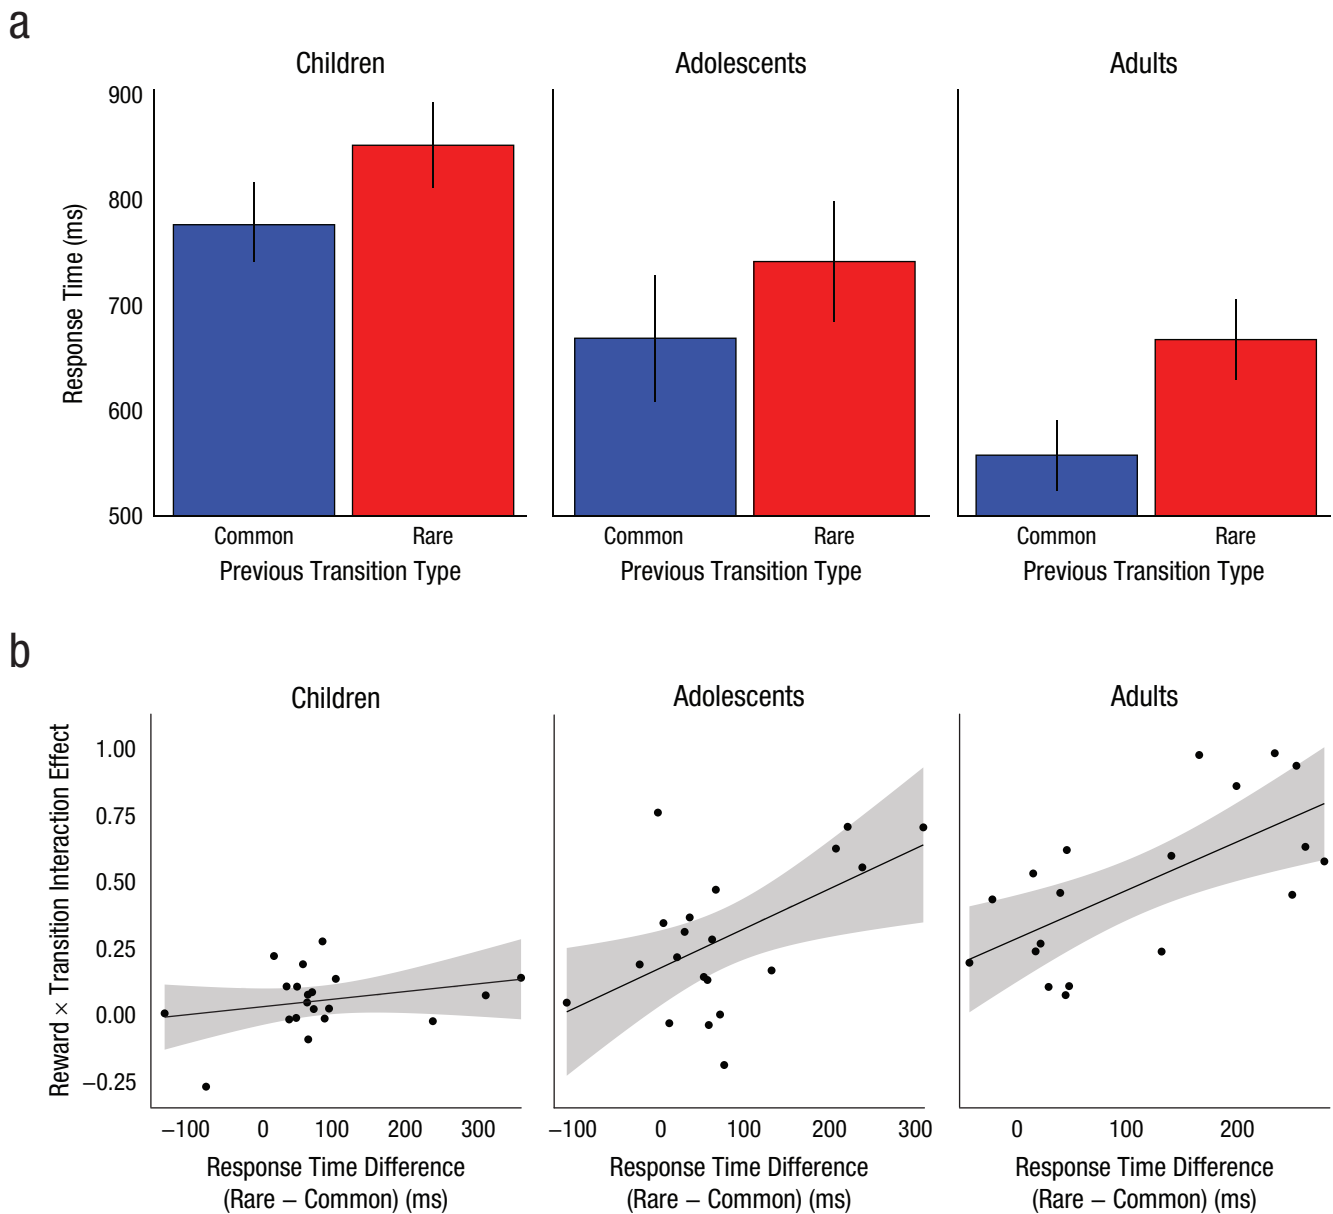 a
Children Adolescents Adults
Response Time (ms)
900
800
700
600
500
Common Rare Common Rare Common Rare
Previous Transition Type Previous Transition Type Previous Transition Type
b
Children Adolescents Adults
Reward × Transition Interaction Effect
1.00
0.75
0.50
0.25
0.00
−0.25
−100 0 100 200 300 −100 0 100 200 300 0 100 200
Response Time Difference Response Time Difference Response Time Difference
(Rare − Common) (ms) (Rare − Common) (ms) (Rare − Common) (ms)